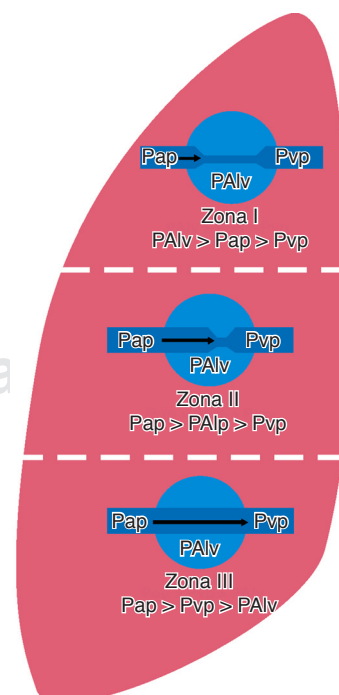 Pap Pvp
PAlv
Zona I
PAlv > Pap > Pvp
Pap Pvp
PAlv
Zona II
Pap > PAlp > Pvp
Pap Pvp
PAlv
Zona III
Pap > Pvp > PAlv